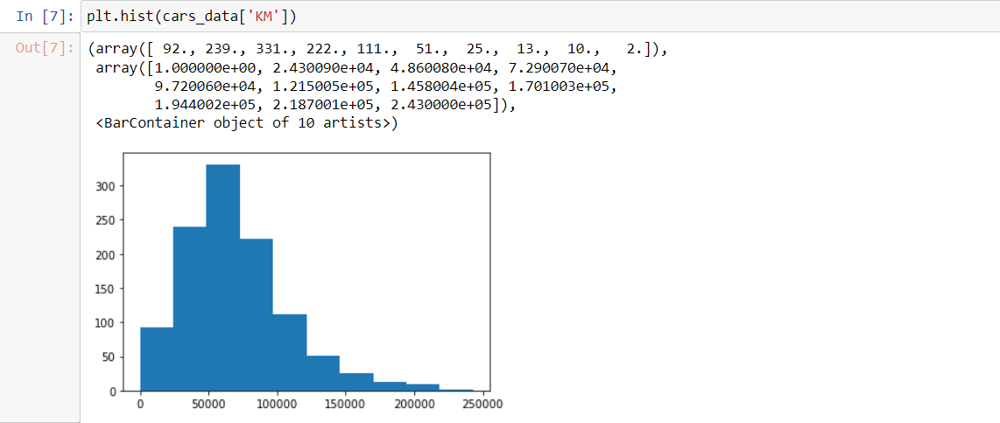 In [7]: plt.hist(cars_data['KM'])
Out[7]: (array([ 92., 239., 331., 222., 111.,  51.,  25.,  13.,  10.,   2.]),
array([1.000000e+00, 2.430090e+04, 4.860080e+04, 7.290070e+04,
9.720060e+04, 1.215005e+05, 1.458004e+05, 1.701003e+05,
1.944002e+05, 2.187001e+05, 2.430000e+05]),
<BarContainer object of 10 artists>)
300
250
200
150
100
50
0
0 50000 100000 150000 200000 250000